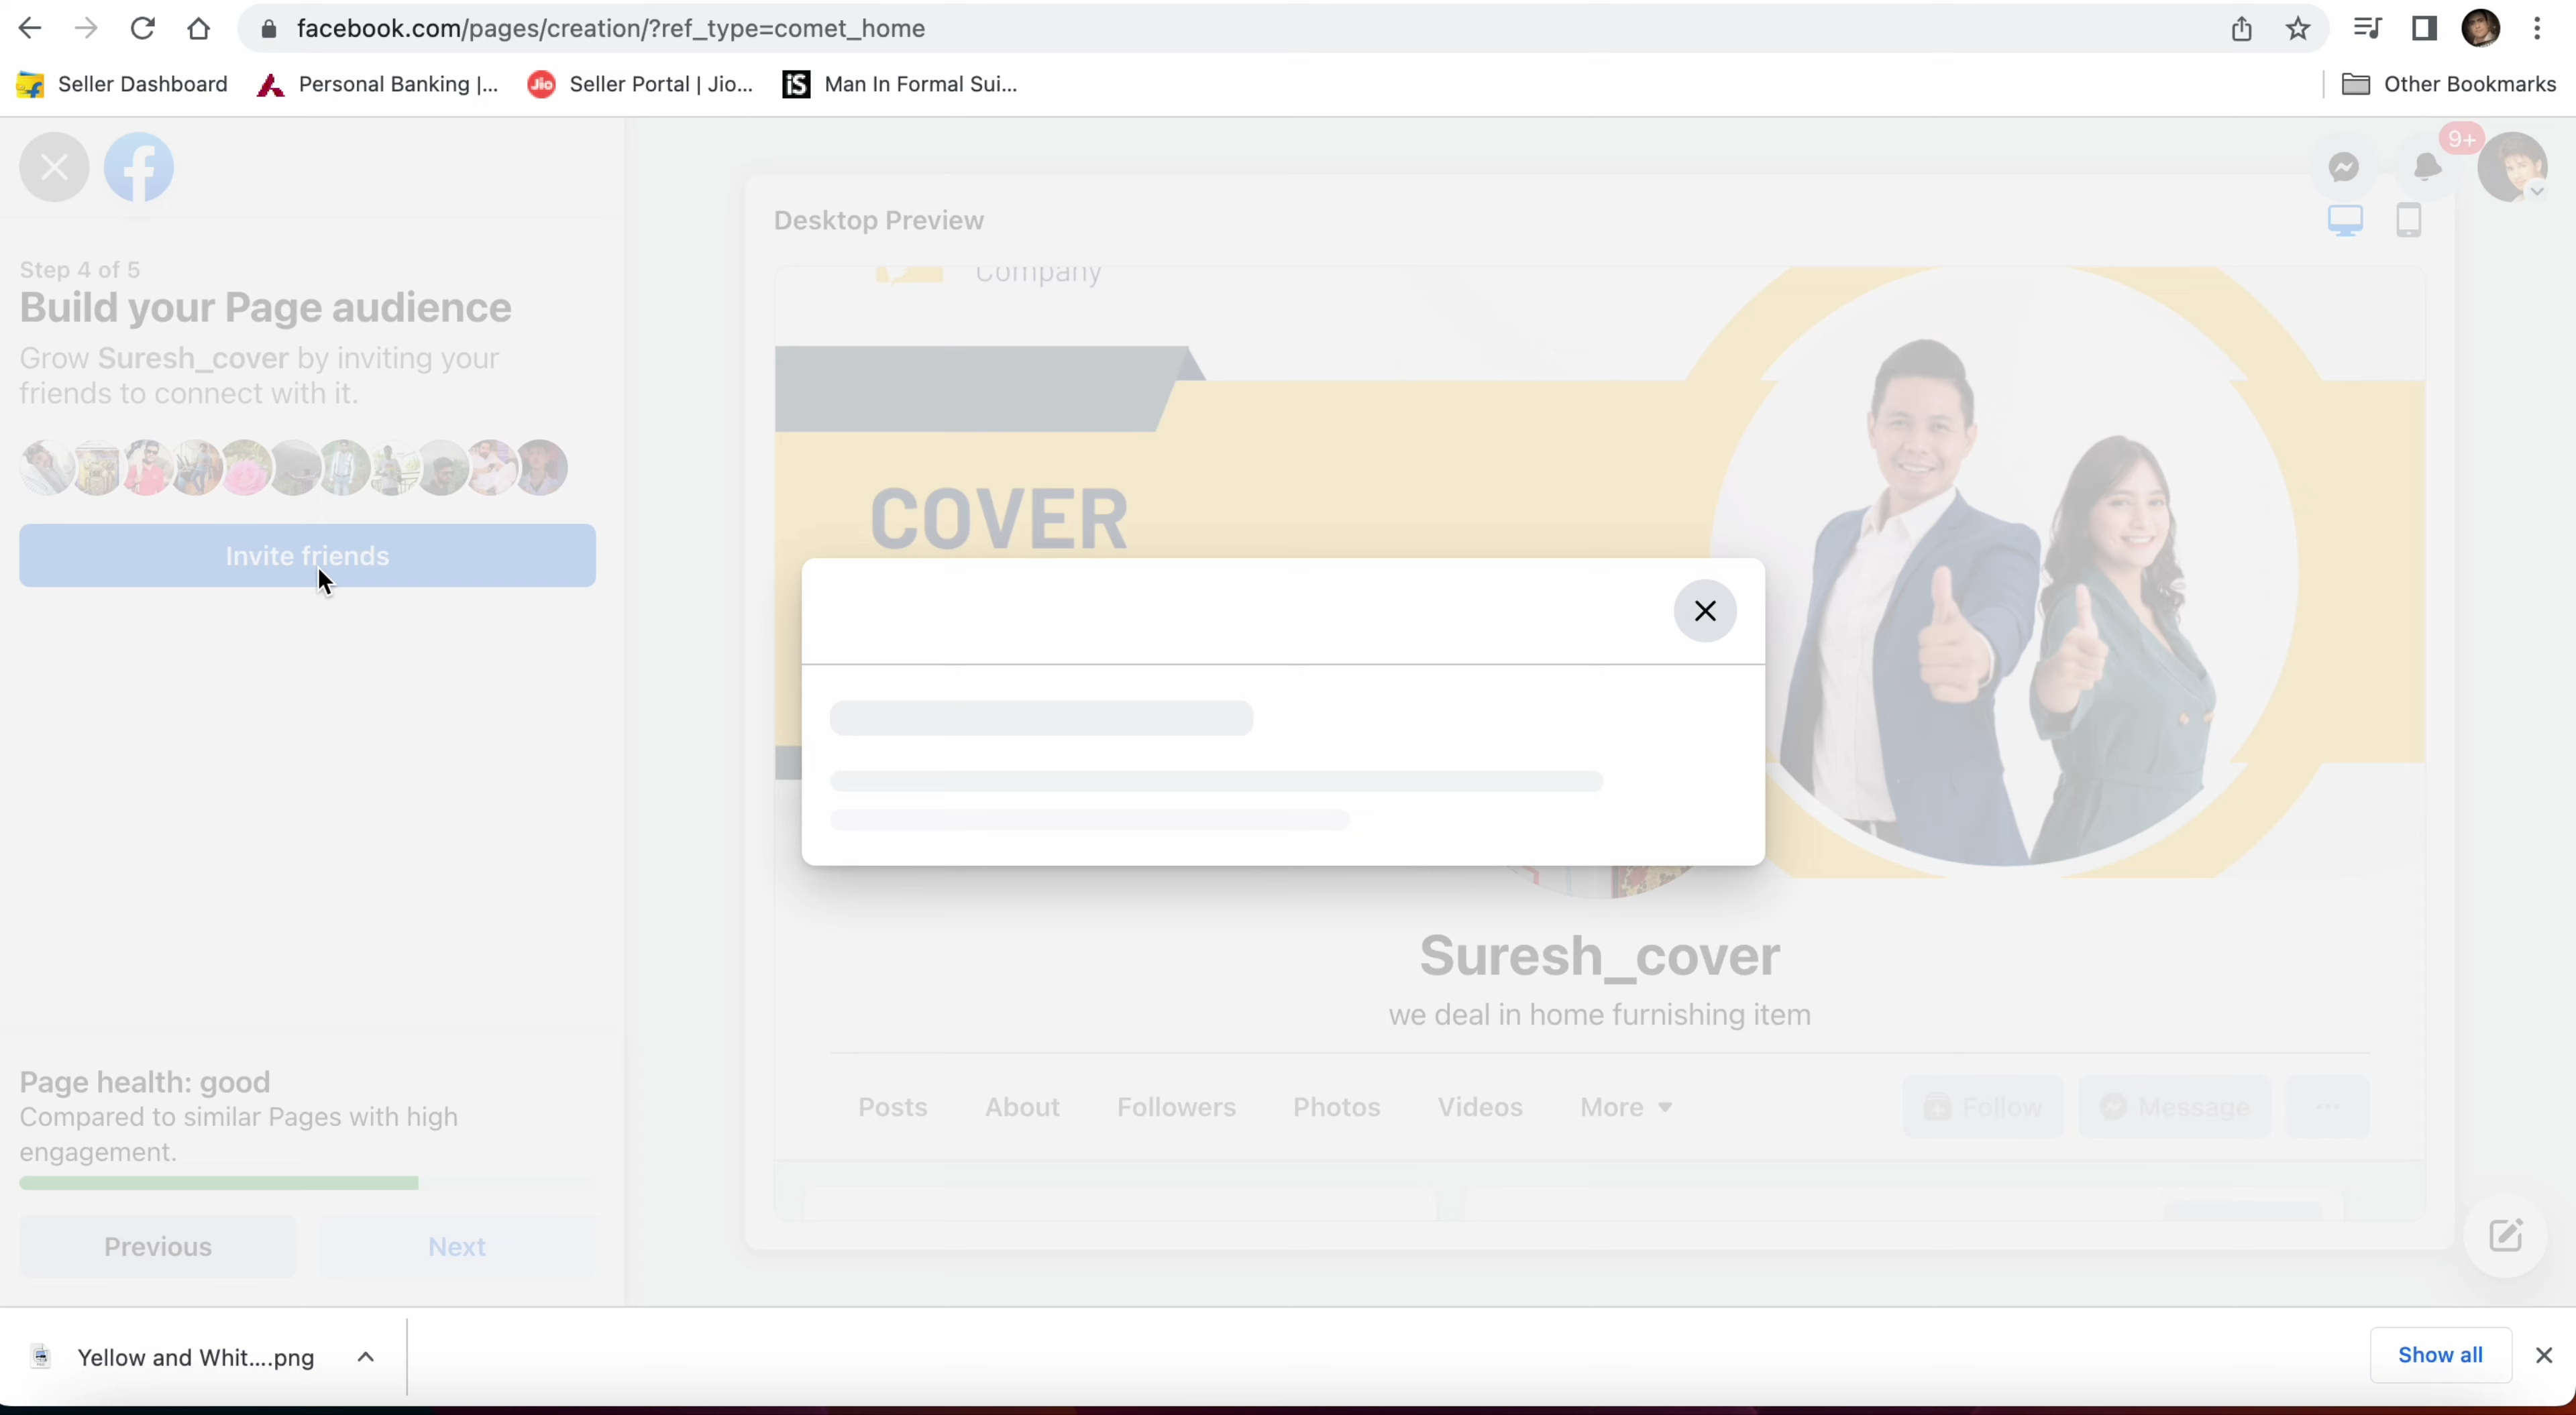 facebook.com/pages/creation/?ref_type=comet_home
Seller Dashboard
Personal Banking |...
Jio
Seller Portal | Jio...
iS
Man In Formal Sui...
Other Bookmarks
9+
Step 4 of 5
Build your Page audience
Grow Suresh_cover by inviting your
friends to connect with it.
Invite friends
Page health: good
Compared to similar Pages with high
engagement.
Previous
Next
Desktop Preview
Company
COVER
Suresh_cover
we deal in home furnishing item
Posts
About
Followers
Photos
Videos
More
Follow
Message
Yellow and Whit....png
Show all